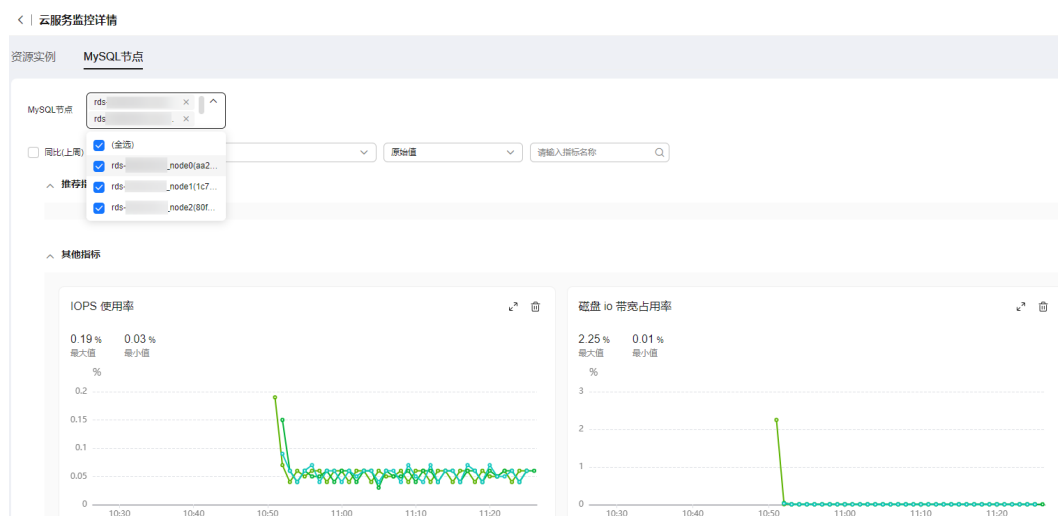 云服务监控详情
资源实例 MySQL节点
MySQL节点 rds-
rds
(全选)
同比(上周) 原始值 请输入指标名称
rds- _node0(aa2...
推荐
rds- _node1(1c7...
rds- _node2(80f...
其他指标
IOPS 使用率
0.19 % 0.03 %
最大值 最小值
%
0.2
0.15
0.1
0.05
0
10:30 10:40 10:50 11:00 11:10 11:20
磁盘 io 带宽占用率
2.25 % 0.01 %
最大值 最小值
%
3
2
1
0
10:30 10:40 10:50 11:00 11:10 11:20